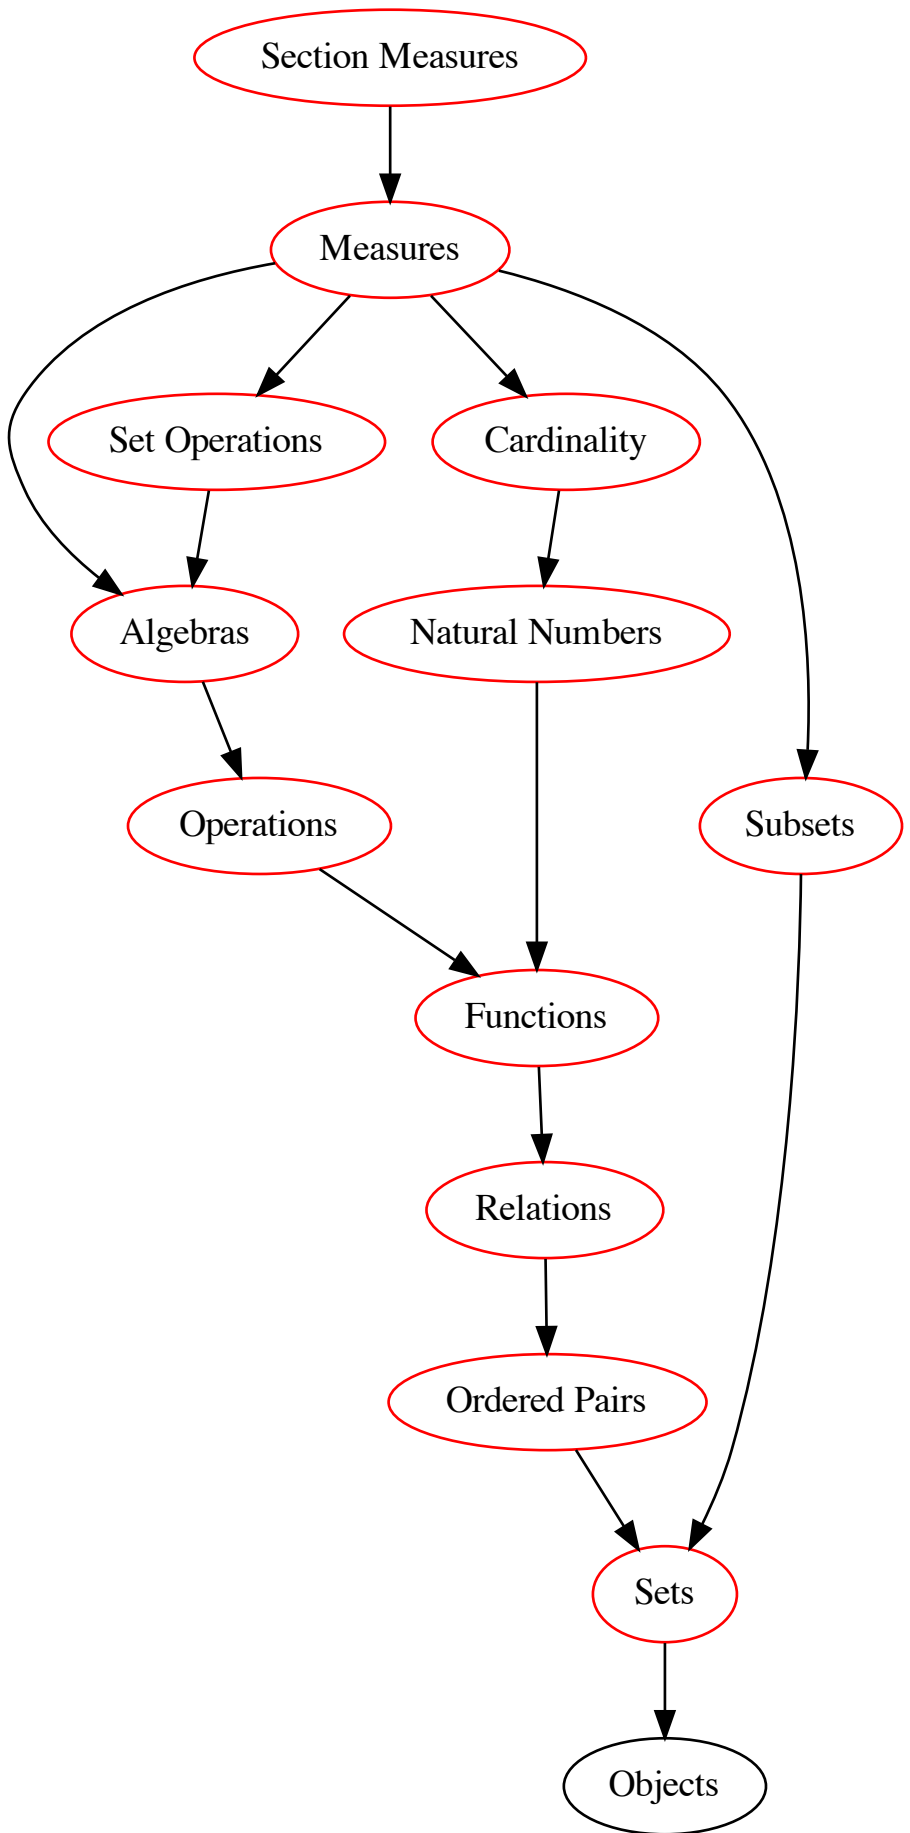 Section Measures
Measures
Set Operations
Cardinality
Algebras
Natural Numbers
Operations
Subsets
Functions
Relations
Ordered Pairs
Sets
Objects